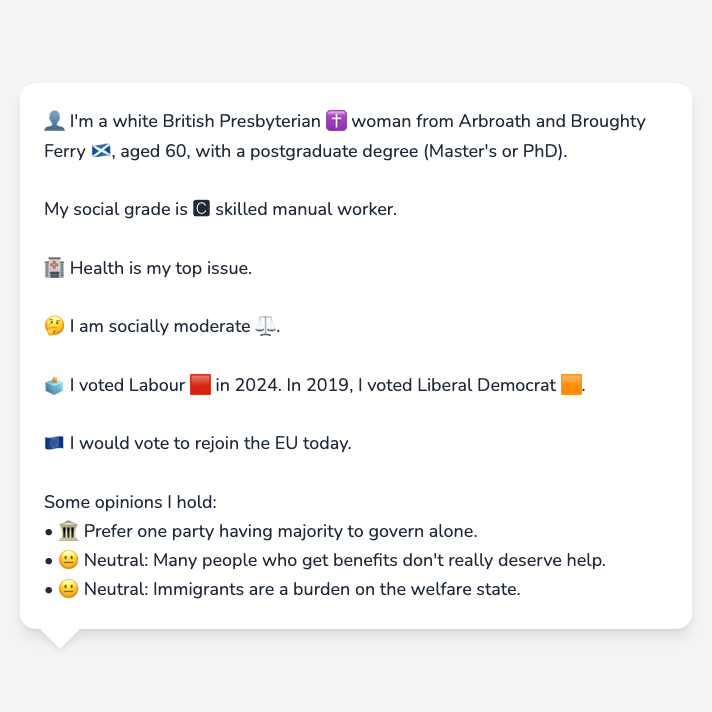 👤 I'm a white British Presbyterian ✝️ woman from Arbroath and Broughty
Ferry 🏴󠁧󠁢󠁳󠁣󠁴󠁿, aged 60, with a postgraduate degree (Master's or PhD).
My social grade is 🅲 skilled manual worker.
🏥 Health is my top issue.
🤔 I am socially moderate ⚖️.
🗳️ I voted Labour 🟥 in 2024. In 2019, I voted Liberal Democrat 🟧.
🇪🇺 I would vote to rejoin the EU today.
Some opinions I hold:
• 🏛️ Prefer one party having majority to govern alone.
• 😐 Neutral: Many people who get benefits don't really deserve help.
• 😐 Neutral: Immigrants are a burden on the welfare state.